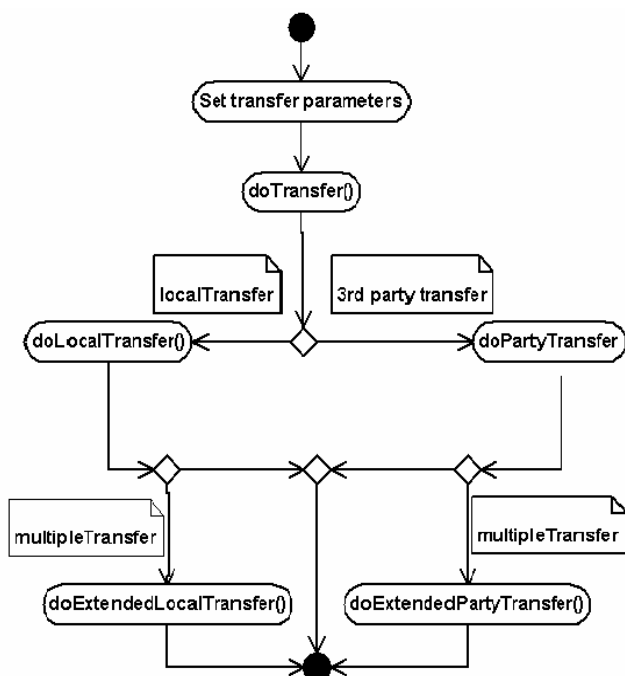 Set transfer parameters
doTransfer()
localTransfer
3rd party transfer
doLocalTransfer()
doPartyTransfer
multipleTransfer
multipleTransfer
doExtendedLocalTransfer()
doExtendedPartyTransfer()